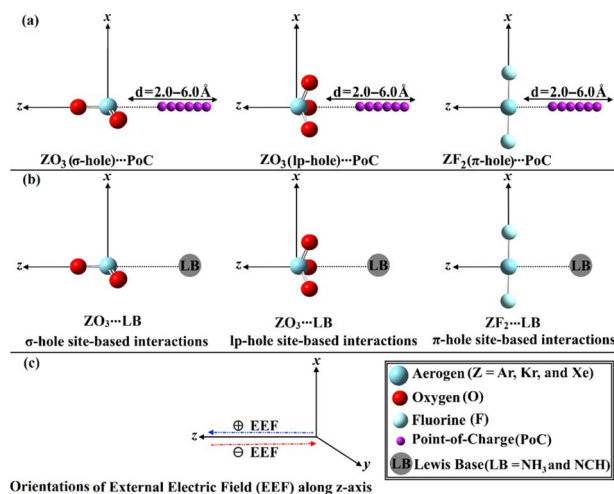 (a)
x
x
x
d=2.0–6.0Å
d=2.0–6.0Å
d=2.0–6.0Å
z
z
z
ZO₃(σ-hole)···PoC
ZO₃(lp-hole)···PoC
ZF₂(π-hole)···PoC
(b)
x
x
x
z
LB
z
LB
z
LB
ZO₃···LB
ZO₃···LB
ZF₂···LB
σ-hole site-based interactions
lp-hole site-based interactions
π-hole site-based interactions
(c)
x
⊕ EEF
z
⊖ EEF
y
Orientations of External Electric Field (EEF) along z-axis
Aerogen (Z = Ar, Kr, and Xe)
Oxygen (O)
Fluorine (F)
Point-of-Charge(PoC)
LB Lewis Base(LB =NH₃ and NCH)